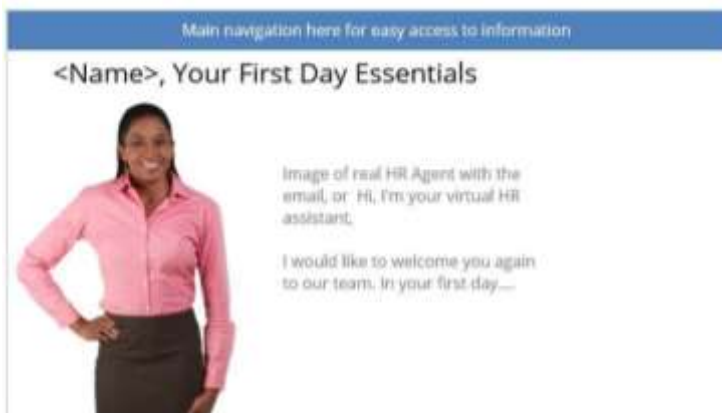 Main navigation here for easy access to information
<Name>, Your First Day Essentials
Image of real HR Agent with the
email, or Hi, I'm your virtual HR
assistant,
I would like to welcome you again
to our team. In your first day....